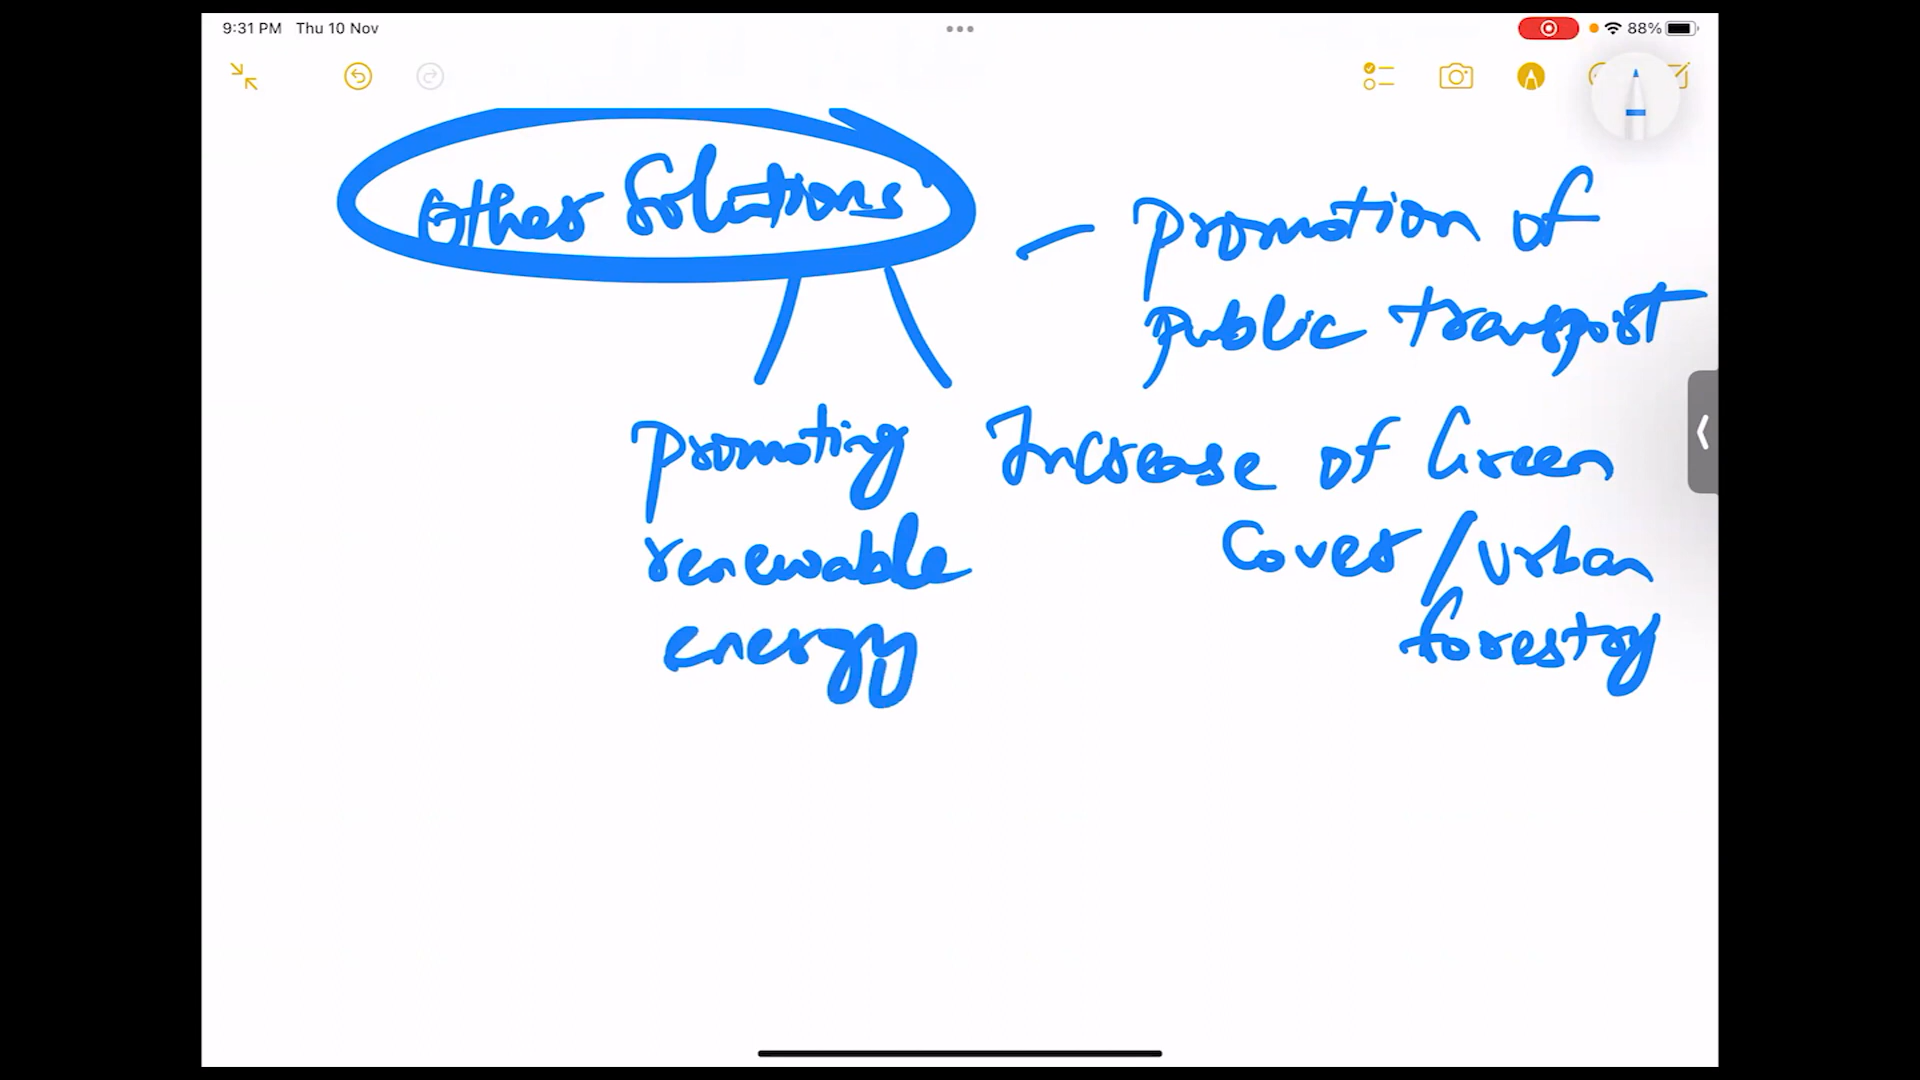 9:31 PM Thu 10 Nov
88%
Other Solutions
- promotion of
public transport
promoting
renewable
energy
Increase of Green
Cover/urban
forestry